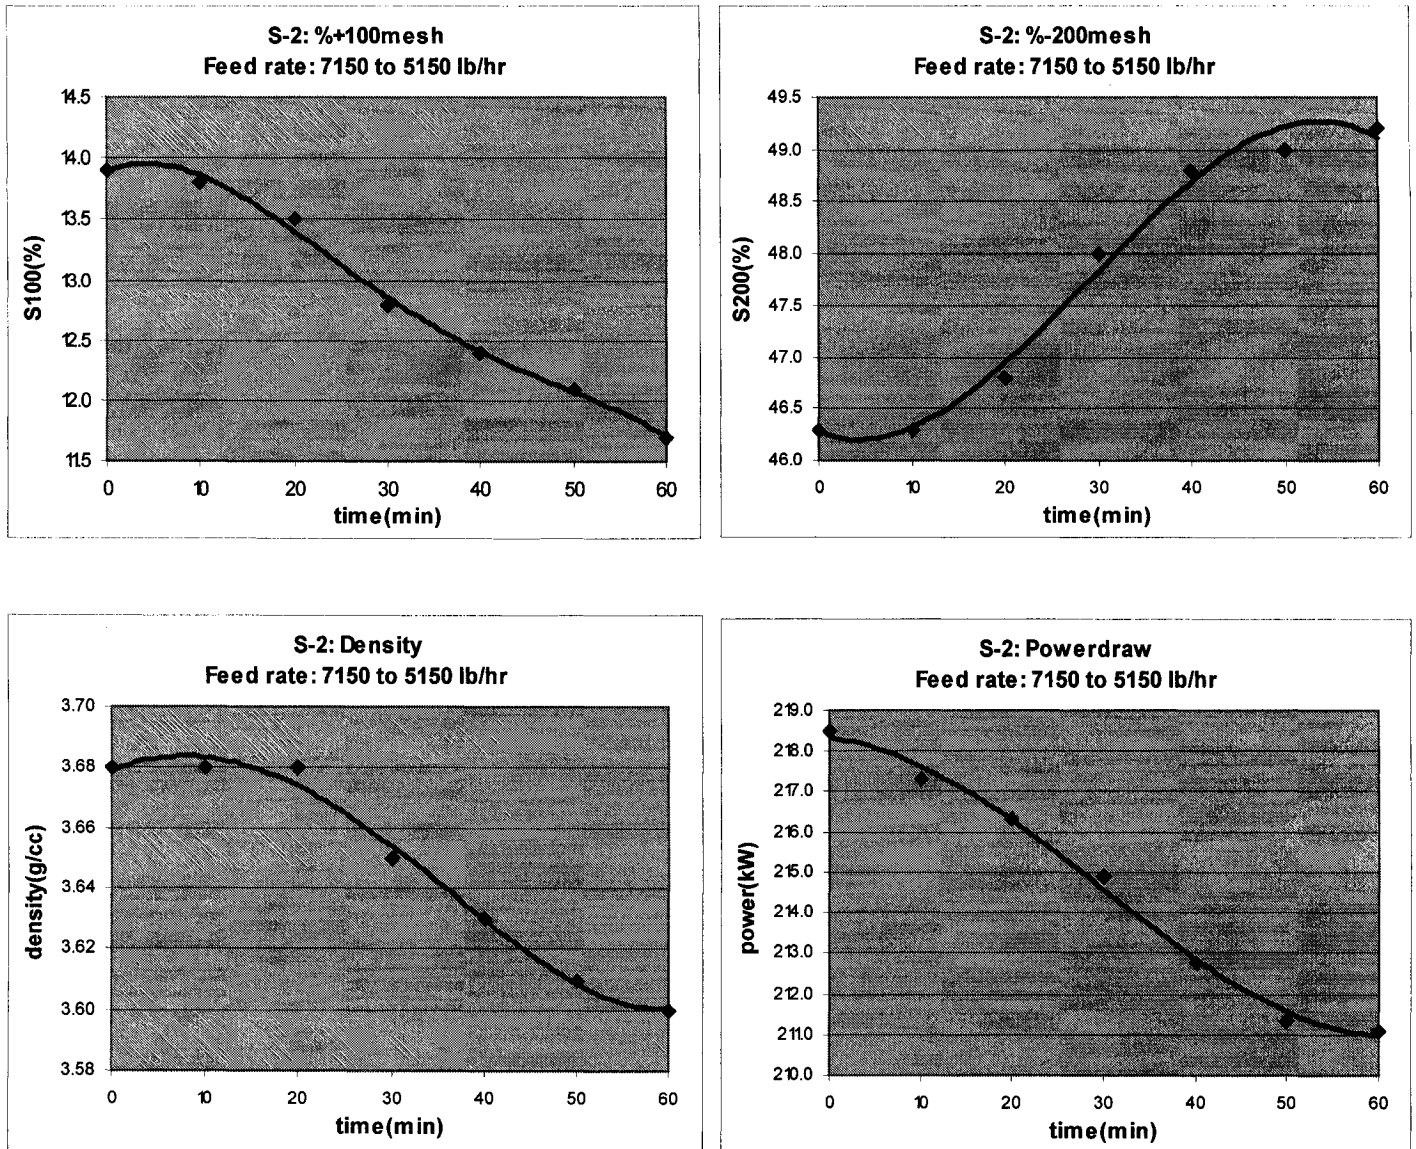 S-2: %+100mesh
Feed rate: 7150 to 5150 lb/hr
14.5
14.0
13.5
13.0
12.5
12.0
11.5
S100(%)
0 10 20 30 40 50 60
time(min)
S-2: %-200mesh
Feed rate: 7150 to 5150 lb/hr
49.5
49.0
48.5
48.0
47.5
47.0
46.5
46.0
S200(%)
0 10 20 30 40 50 60
time(min)
S-2: Density
Feed rate: 7150 to 5150 lb/hr
3.70
3.68
3.66
3.64
3.62
3.60
3.58
density(g/cc)
0 10 20 30 40 50 60
time(min)
S-2: Powerdraw
Feed rate: 7150 to 5150 lb/hr
219.0
218.0
217.0
216.0
215.0
214.0
213.0
212.0
211.0
210.0
power(kW)
0 10 20 30 40 50 60
time(min)